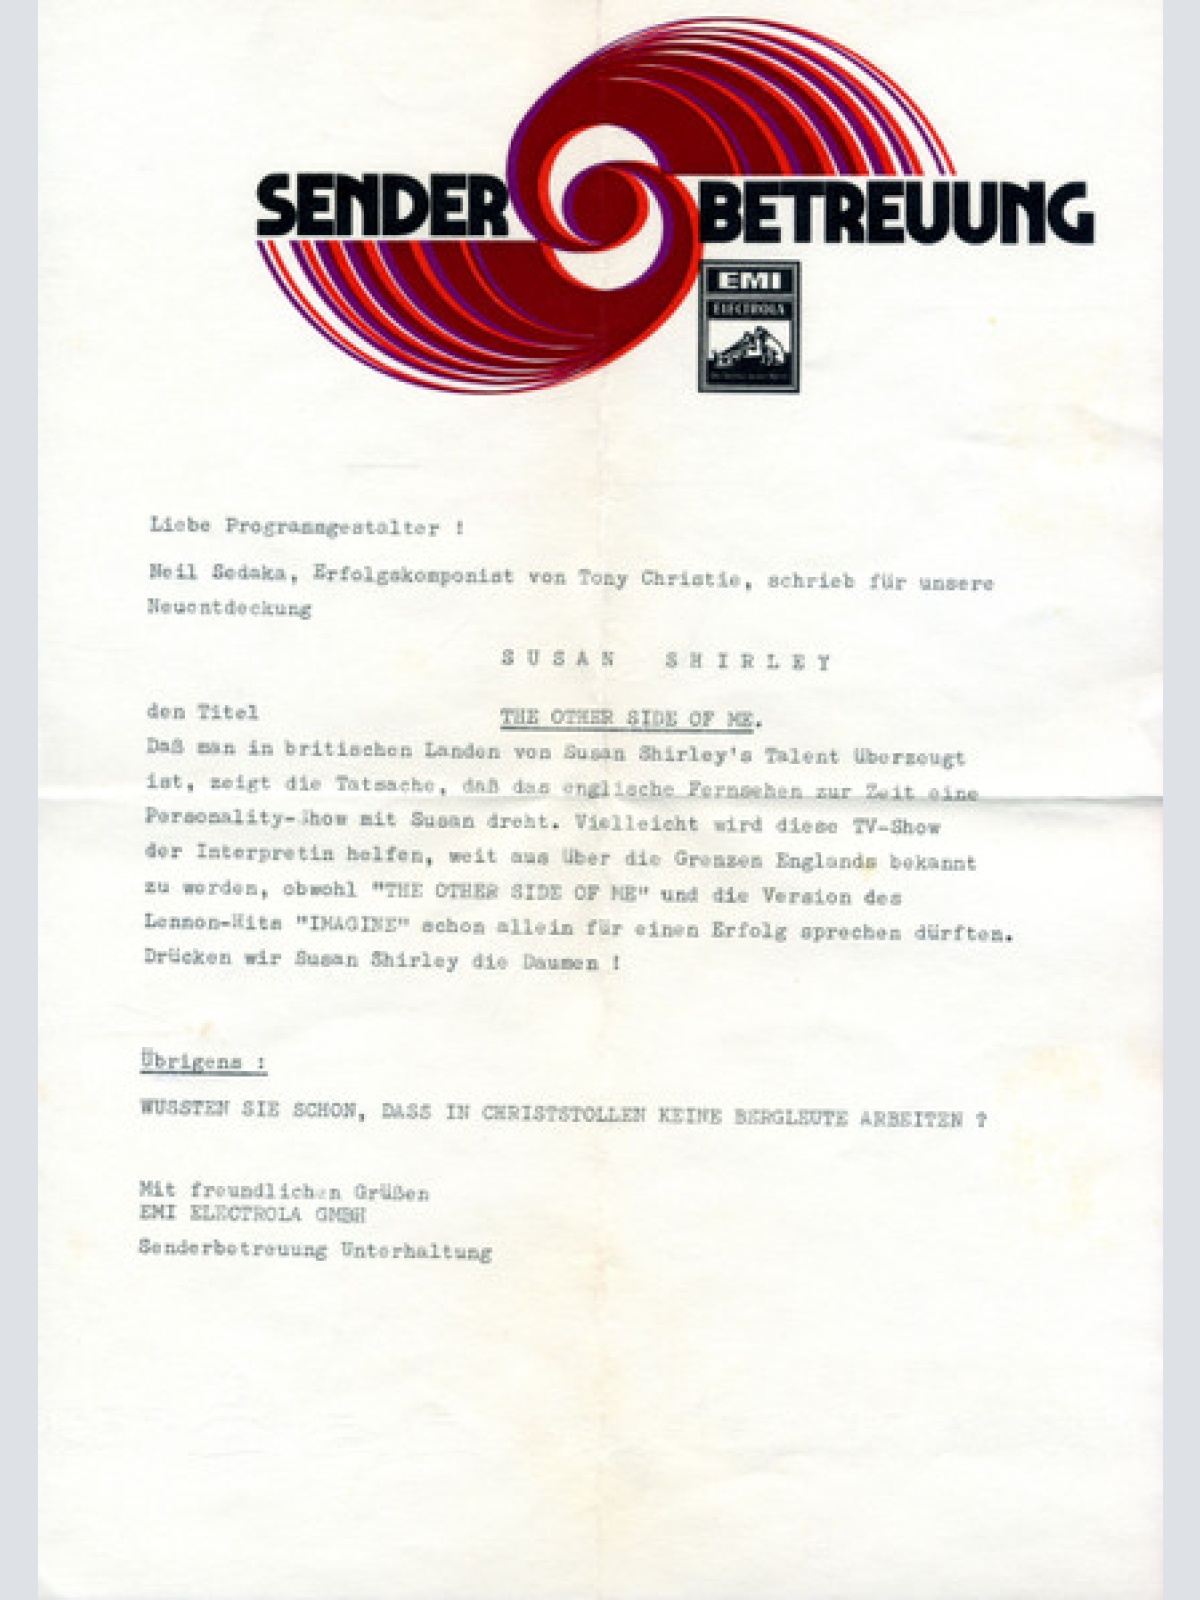 SENDER BETREUUNG
EMI
ELECTROLA
Liebe Programmgestalter !
Neil Sedaka, Erfolgskomponist von Tony Christie, schrieb für unsere
Neuentdeckung
S U S A N   S H I R L E Y
den Titel THE OTHER SIDE OF ME.
Daß man in britischen Landen von Susan Shirley's Talent überzeugt
ist, zeigt die Tatsache, daß das englische Fernsehen zur Zeit eine
Personality-Show mit Susan dreht. Vielleicht wird diese TV-Show
der Interpretin helfen, weit aus über die Grenzen Englands bekannt
zu werden, obwohl "THE OTHER SIDE OF ME" und die Version des
Lennon-Hits "IMAGINE" schon allein für einen Erfolg sprechen dürften.
Drücken wir Susan Shirley die Daumen !
Übrigens :
WUSSTEN SIE SCHON, DASS IN CHRISTSTOLLEN KEINE BERGLEUTE ARBEITEN ?
Mit freundlichen Grüßen
EMI ELECTROLA GMBH
Senderbetreuung Unterhaltung